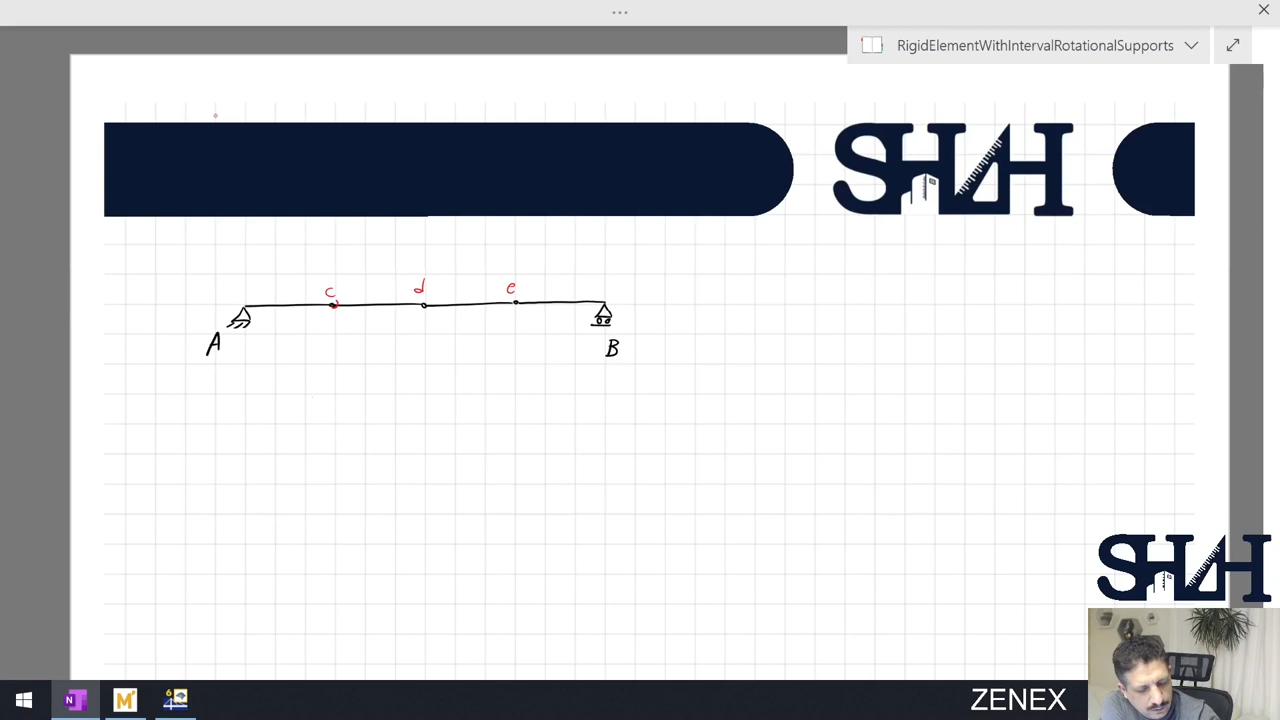 RigidElementWithIntervalRotationalSupports
SHAH
c d e
A
B
SHAH
ZENEX